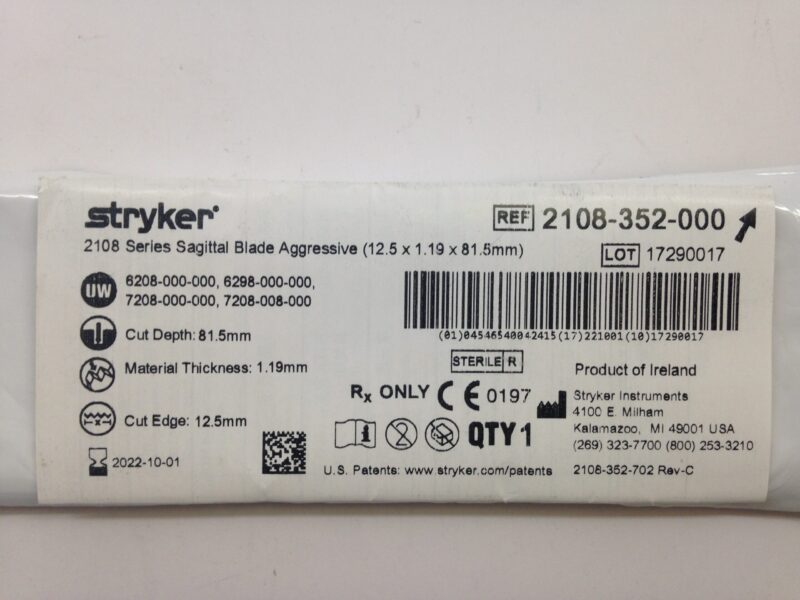 stryker®
REF 2108-352-000
2108 Series Sagittal Blade Aggressive (12.5 x 1.19 x 81.5mm)
LOT 17290017
UW 6208-000-000, 6298-000-000,
7208-000-000, 7208-008-000
(01)04546540042415(17)221001(10)17290017
Cut Depth: 81.5mm
STERILE R
Material Thickness: 1.19mm
Product of Ireland
Rx ONLY CE 0197
Stryker Instruments
4100 E. Milham
Kalamazoo, MI 49001 USA
(269) 323-7700 (800) 253-3210
Cut Edge: 12.5mm
i 2 QTY 1
2022-10-01
U.S. Patents: www.stryker.com/patents
2108-352-702 Rev-C